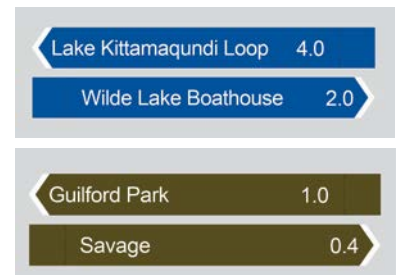 Lake Kittamaqundi Loop 4.0
Wilde Lake Boathouse 2.0
Guilford Park 1.0
Savage 0.4